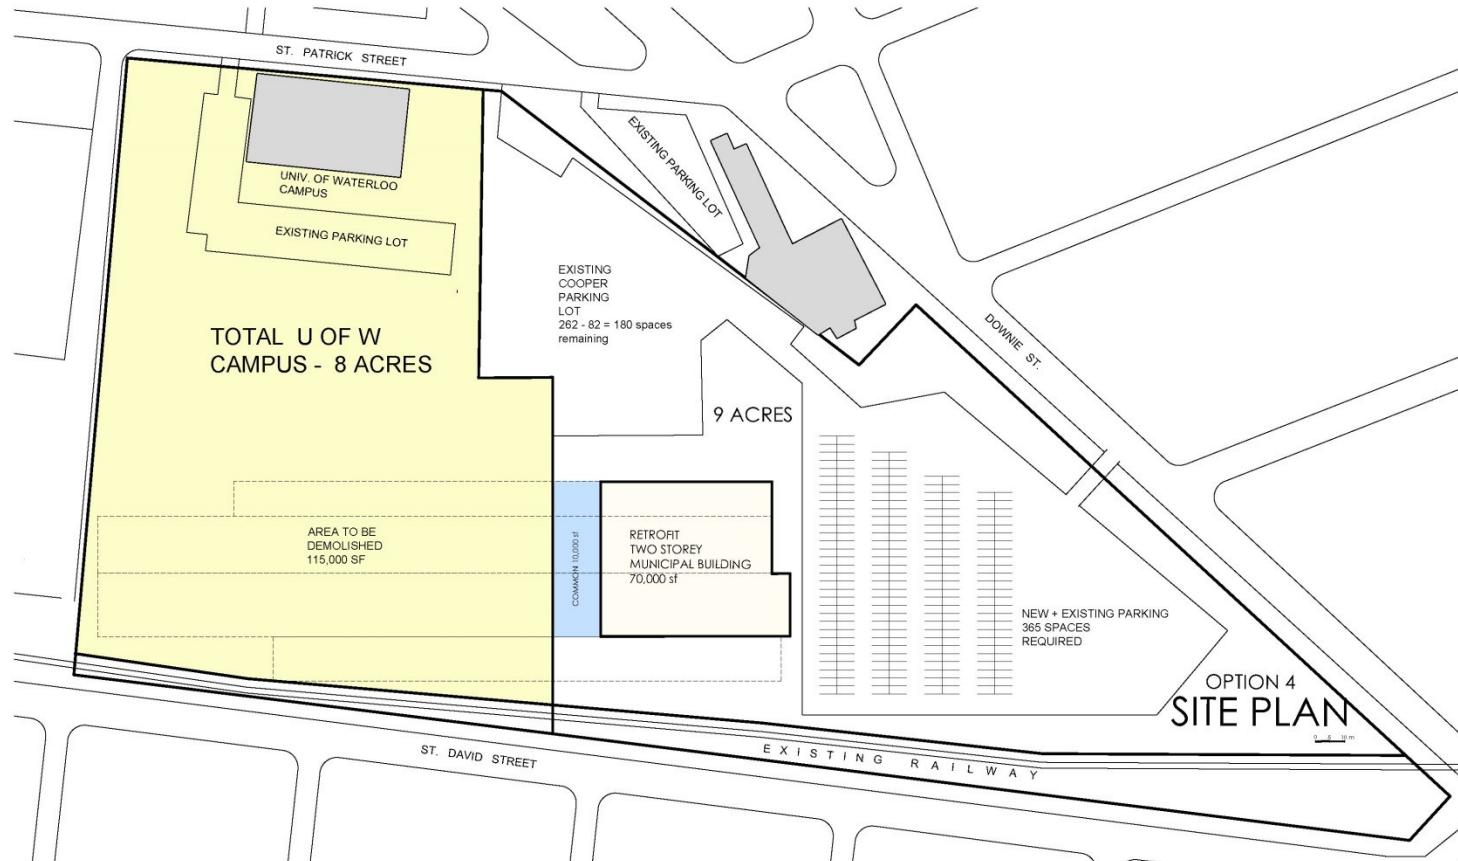 ST. PATRICK STREET
UNIV. OF WATERLOO
CAMPUS
EXISTING PARKING LOT
EXISTING PARKING LOT
EXISTING
COOPER
PARKING
LOT
262 - 82 = 180 spaces
remaining
TOTAL U OF W
CAMPUS - 8 ACRES
DOWNIE ST.
9 ACRES
AREA TO BE
DEMOLISHED
115,000 SF
COMMON 10,000 sf
RETROFIT
TWO STOREY
MUNICIPAL BUILDING
70,000 sf
NEW + EXISTING PARKING
365 SPACES
REQUIRED
OPTION 4
SITE PLAN
0 5 10 m
ST. DAVID STREET
EXISTING RAILWAY